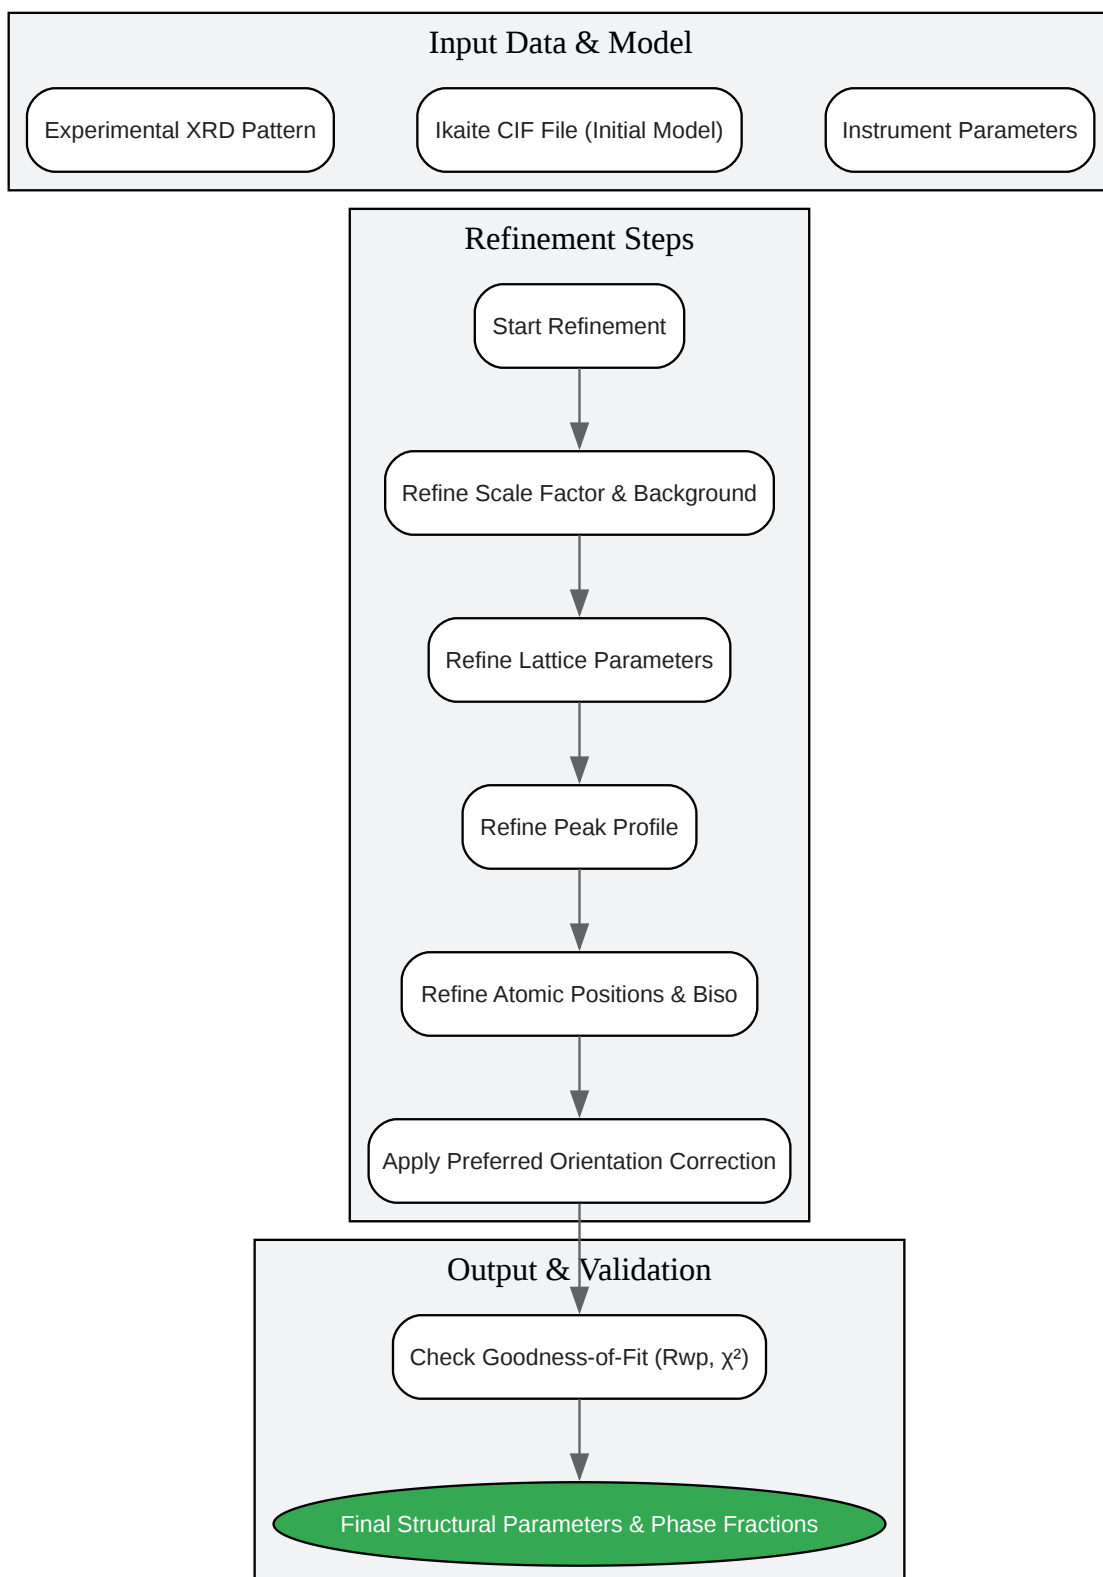 Input Data & Model
Experimental XRD Pattern
Ikaite CIF File (Initial Model)
Instrument Parameters
Refinement Steps
Start Refinement
Refine Scale Factor & Background
Refine Lattice Parameters
Refine Peak Profile
Refine Atomic Positions & Biso
Apply Preferred Orientation Correction
Output & Validation
Check Goodness-of-Fit (Rwp, χ²)
Final Structural Parameters & Phase Fractions